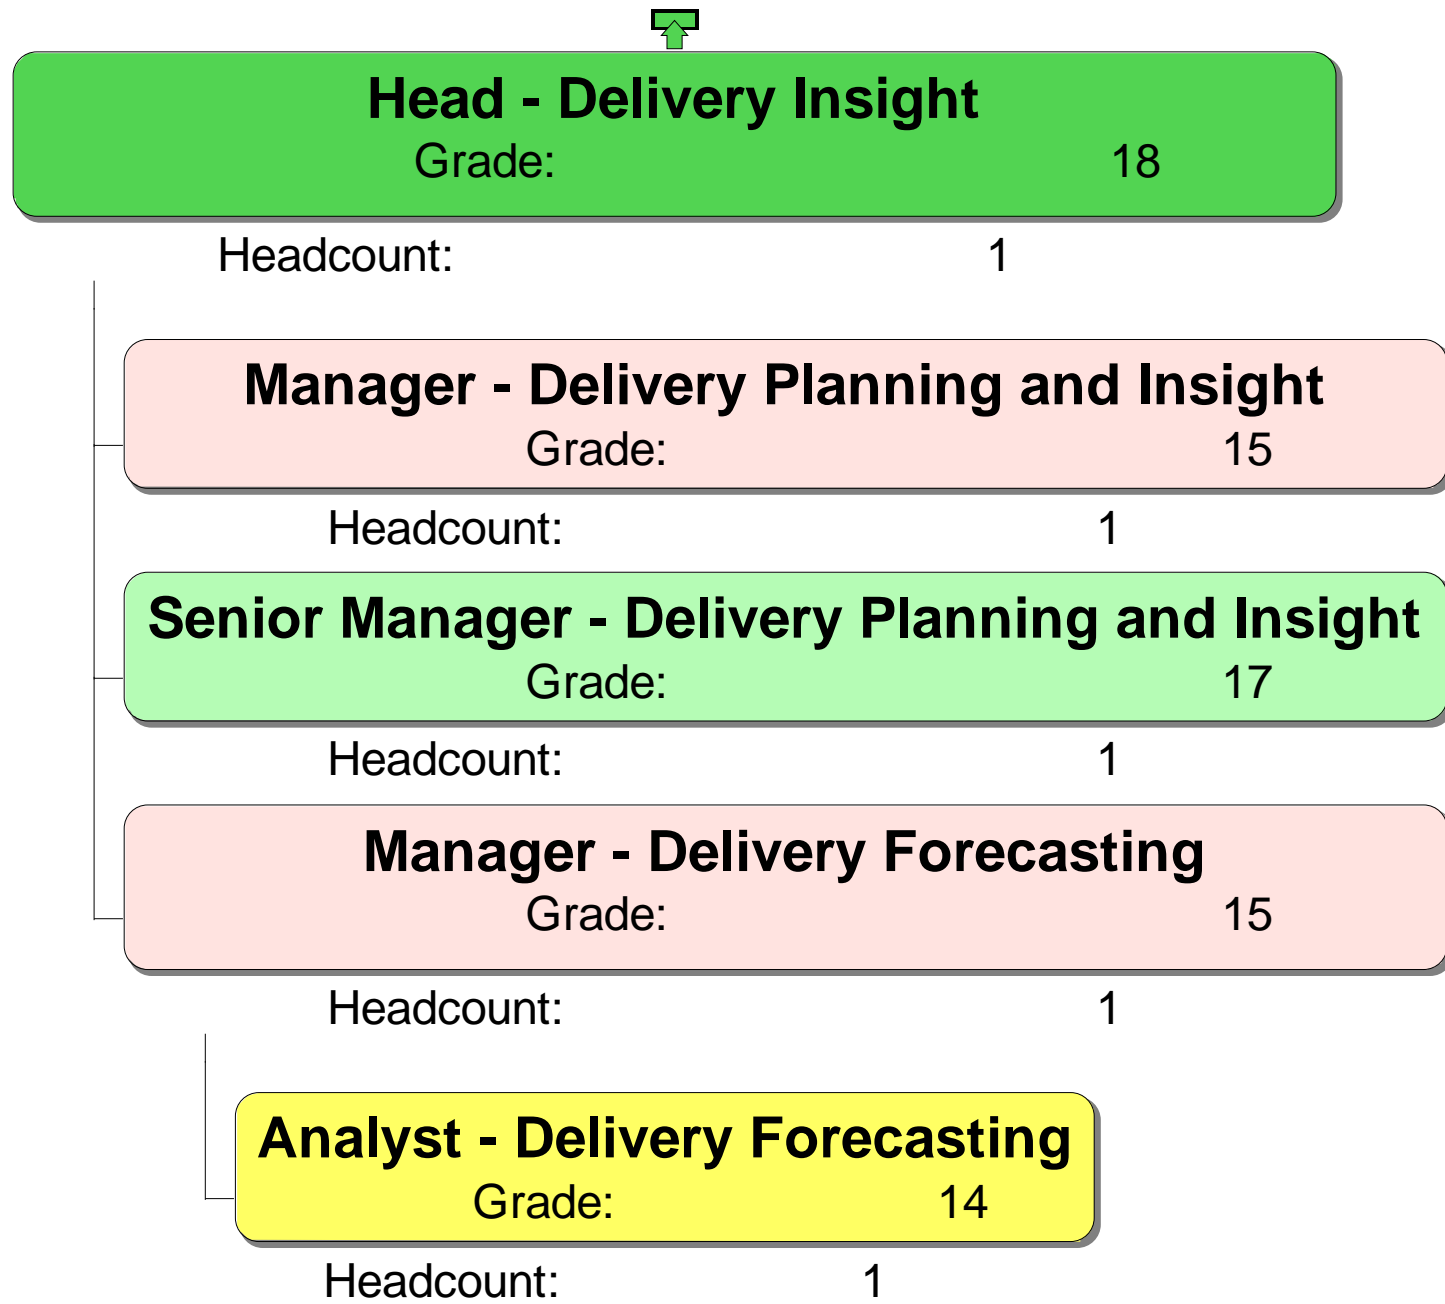 Head - Delivery Insight
Grade: 18
Headcount: 1
Manager - Delivery Planning and Insight
Grade: 15
Headcount: 1
Senior Manager - Delivery Planning and Insight
Grade: 17
Headcount: 1
Manager - Delivery Forecasting
Grade: 15
Headcount: 1
Analyst - Delivery Forecasting
Grade: 14
Headcount: 1